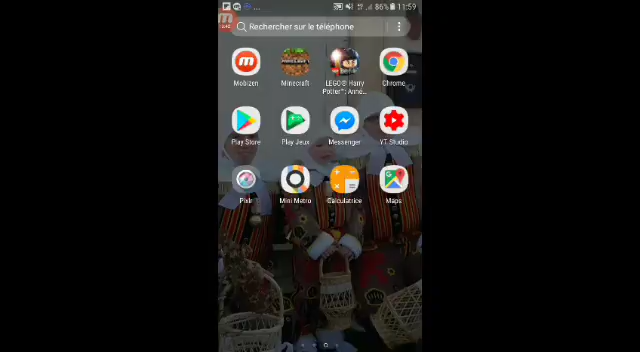 86% 11:59
Rechercher sur le téléphone
Mobizen
Minecraft
LEGO® Harry
Potter™: Anné..
Chrome
Play Store
Play Jeux
Messenger
YT Studio
Pixlr
Mini Metro
Calculatrice
Maps